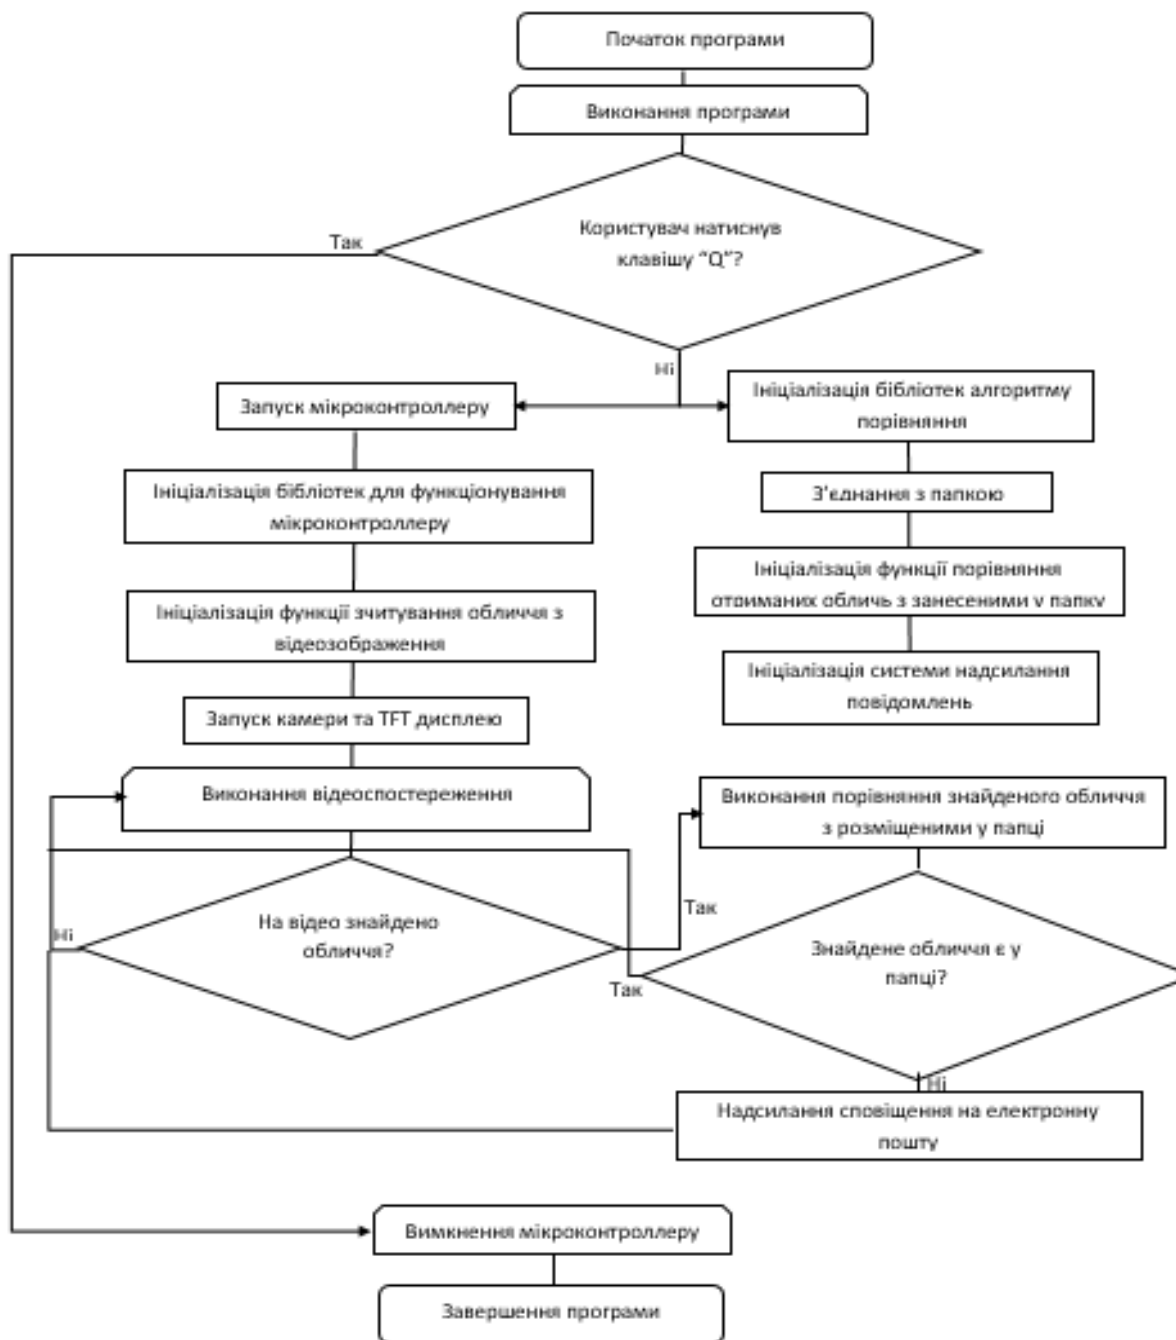 Початок програми
Виконання програми
Користувач натиснув
клавішу “Q”?
Так
Ні
Запуск мікроконтроллеру
Ініціалізація бібліотек алгоритму
порівняння
Ініціалізація бібліотек для функціонування
мікроконтроллеру
З’єднання з папкою
Ініціалізація функції порівняння
отриманих обличь з занесеними у папку
Ініціалізація функції зчитування обличчя з
відеозображення
Ініціалізація системи надсилання
повідомлень
Запуск камери та TFT дисплею
Виконання відеоспостереження
Виконання порівняння знайденого обличчя
з розміщеними у папці
На відео знайдено
обличчя?
Ні
Так
Знайдене обличчя є у
папці?
Так
Ні
Надсилання сповіщення на електронну
пошту
Вимкнення мікроконтроллеру
Завершення програми